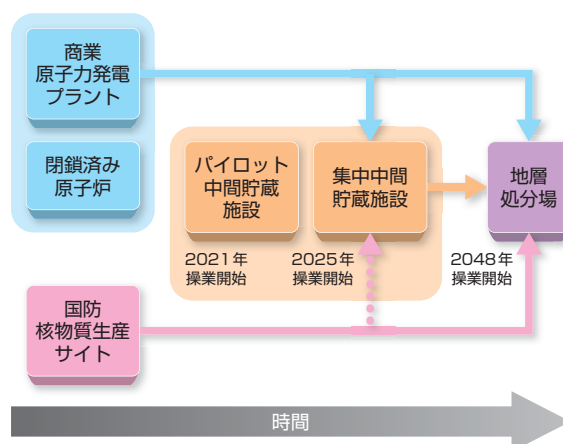 商業
原子力発電
プラント
閉鎖済み
原子炉
パイロット
中間貯蔵
施設
集中中間
貯蔵施設
地層
処分場
2021年
操業開始
2025年
操業開始
2048年
操業開始
国防
核物質生産
サイト
時間